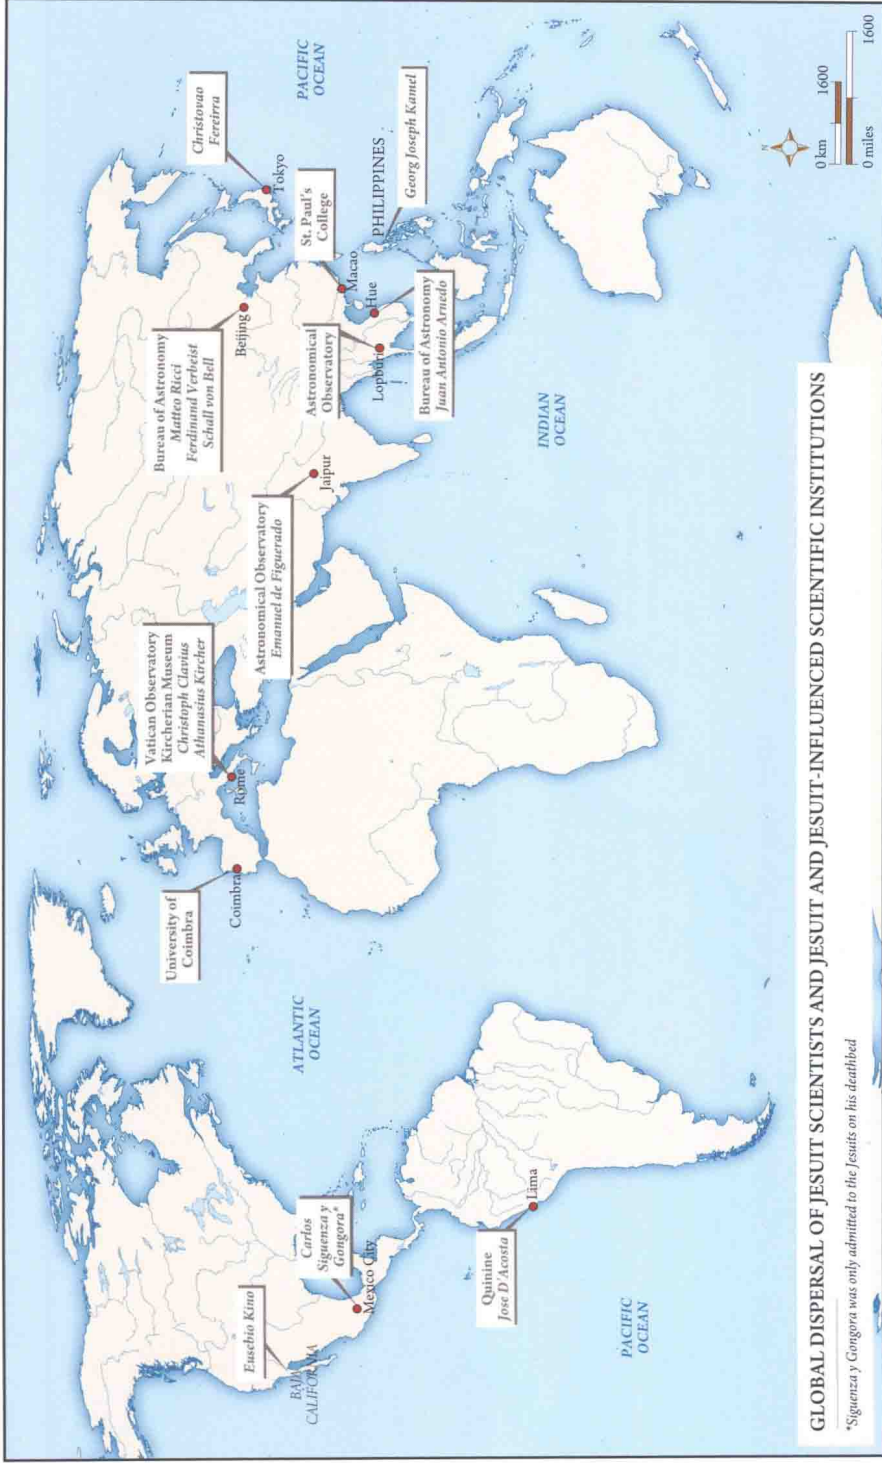 Eusebio Kino
BAJA
CALIFORNIA
Carlos
Siguenza y
Gongora*
Mexico City
Quinine
Jose D'Acosta
Lima
PACIFIC
OCEAN
ATLANTIC
OCEAN
University of
Coimbra
Coimbra
Vatican Observatory
Kircherian Museum
Christoph Clavius
Athanasius Kircher
Rome
Astronomical Observatory
Emanuel de Figuerado
Jaipur
Bureau of Astronomy
Matteo Ricci
Ferdinand Verbeist
Schall von Bell
Beijing
Astronomical
Observatory
Lopburi
Bureau of Astronomy
Juan Antonio Arnedo
Hue
St. Paul's
College
Macao
Christovao
Fereirra
Tokyo
PHILIPPINES
Georg Joseph Kamel
PACIFIC
OCEAN
INDIAN
OCEAN
N
0 km 1600
0 miles 1600
GLOBAL DISPERSAL OF JESUIT SCIENTISTS AND JESUIT AND JESUIT-INFLUENCED SCIENTIFIC INSTITUTIONS
*Siguenza y Gongora was only admitted to the Jesuits on his deathbed